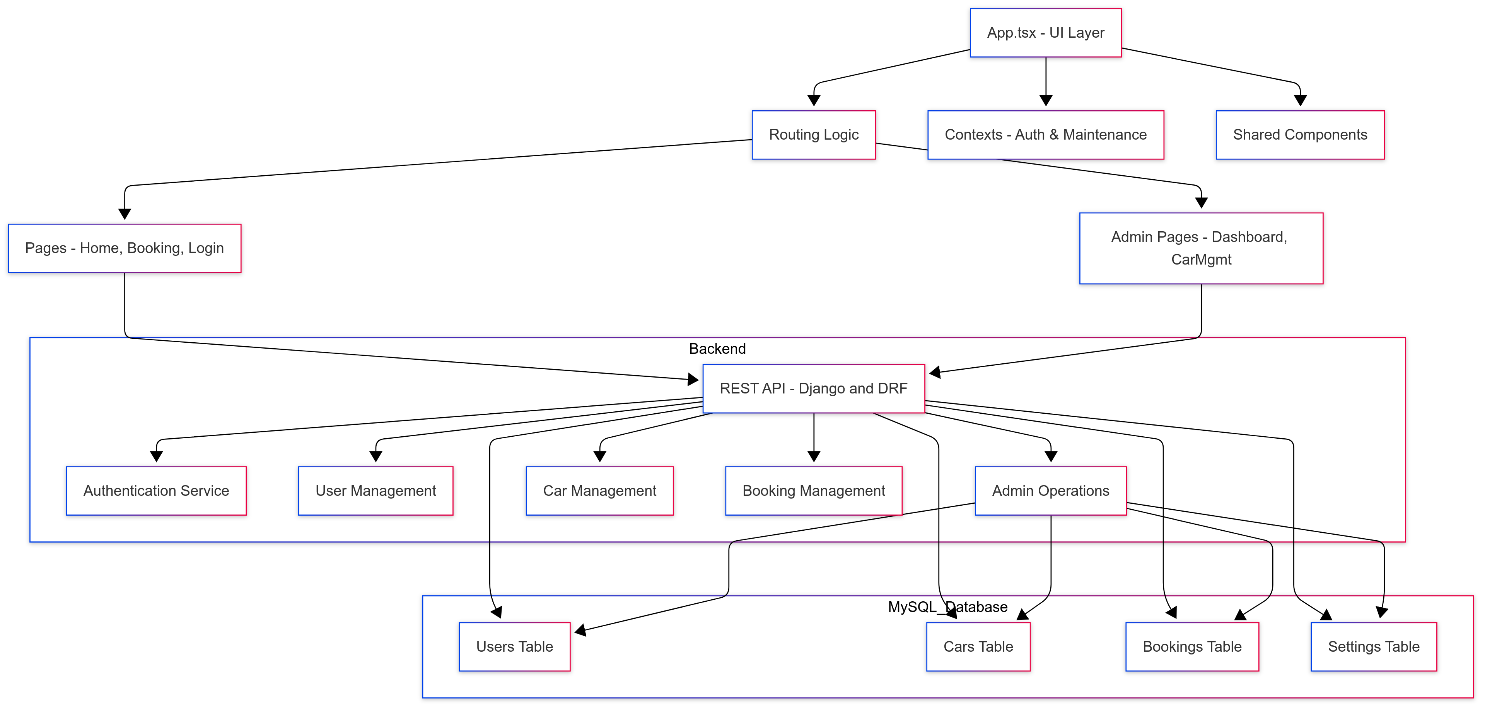 App.tsx - UI Layer
Routing Logic
Contexts - Auth & Maintenance
Shared Components
Pages - Home, Booking, Login
Admin Pages - Dashboard,
CarMgmt
Backend
REST API - Django and DRF
Authentication Service
User Management
Car Management
Booking Management
Admin Operations
MySQL_Database
Users Table
Cars Table
Bookings Table
Settings Table